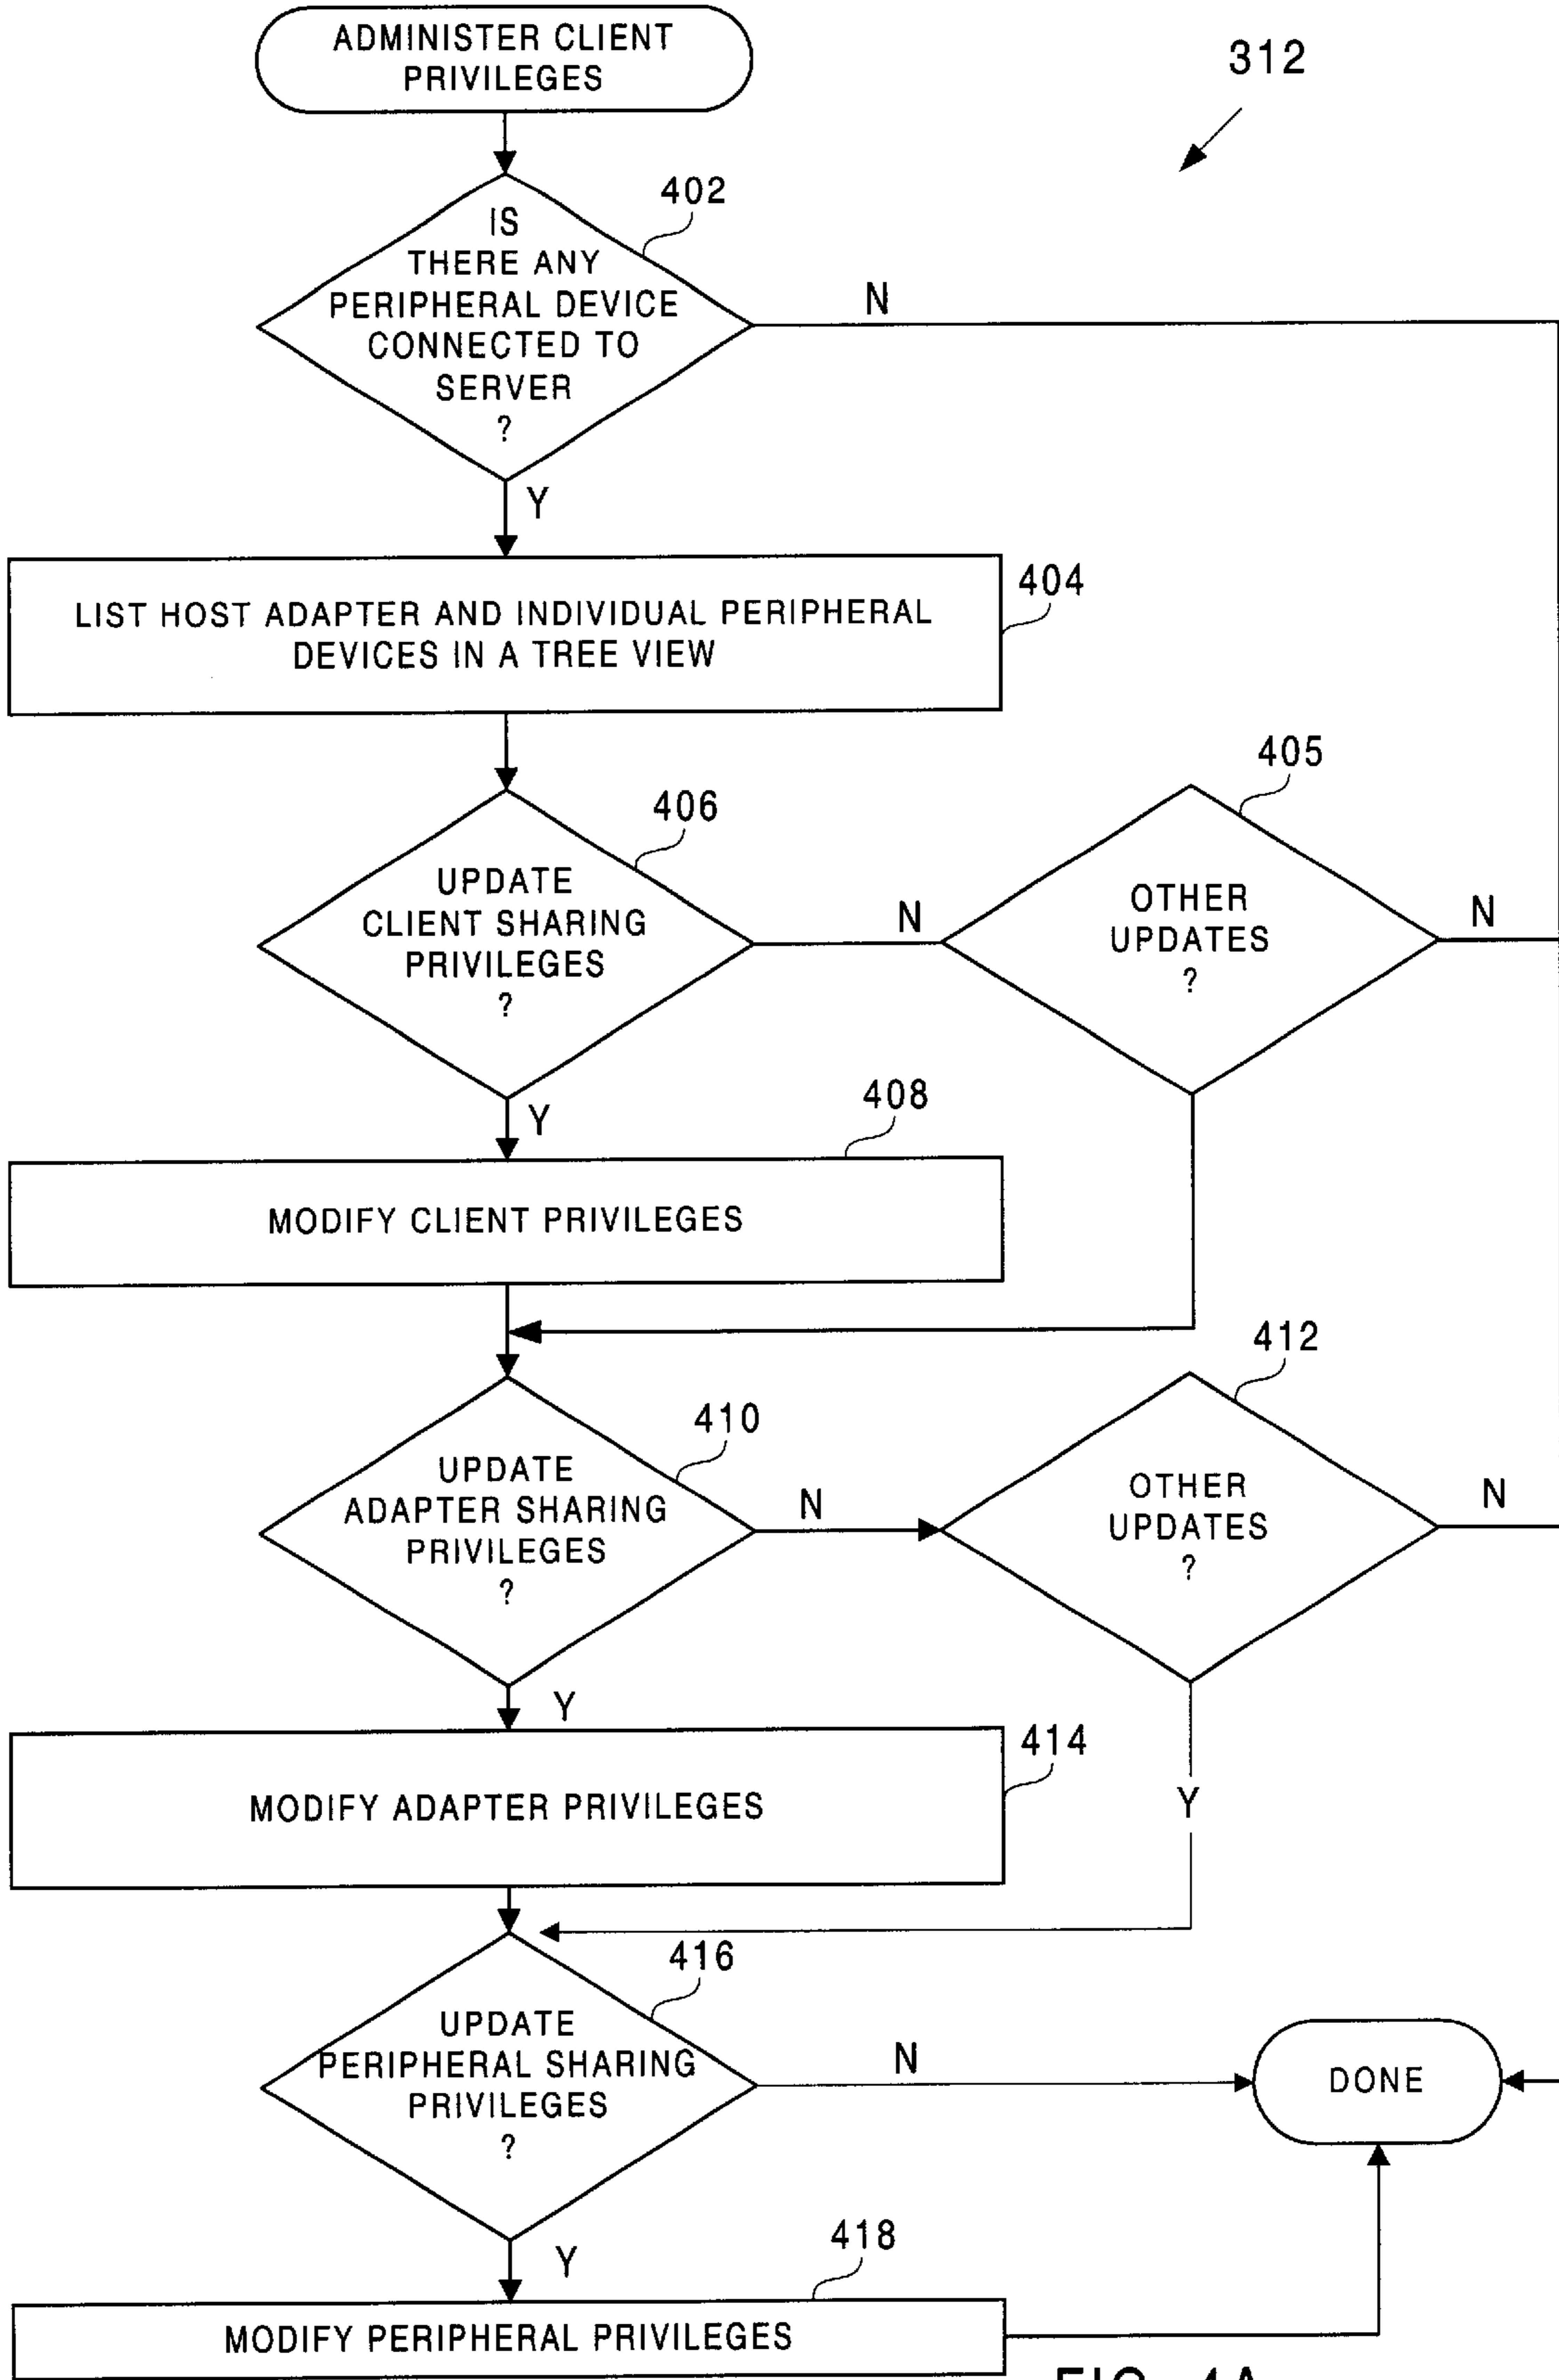 ADMINISTER CLIENT
PRIVILEGES
312
402
IS
THERE ANY
PERIPHERAL DEVICE
CONNECTED TO
SERVER
?
N
Y
404
LIST HOST ADAPTER AND INDIVIDUAL PERIPHERAL
DEVICES IN A TREE VIEW
405
406
UPDATE
CLIENT SHARING
PRIVILEGES
?
N
OTHER
UPDATES
?
N
Y
408
MODIFY CLIENT PRIVILEGES
412
410
UPDATE
ADAPTER SHARING
PRIVILEGES
?
N
OTHER
UPDATES
?
N
Y
414
MODIFY ADAPTER PRIVILEGES
Y
416
UPDATE
PERIPHERAL SHARING
PRIVILEGES
?
N
DONE
Y
418
MODIFY PERIPHERAL PRIVILEGES
FIG. 4A